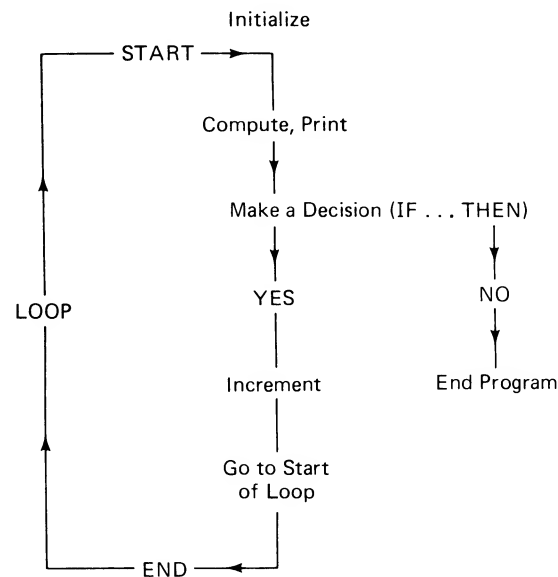 Initialize
START
Compute, Print
Make a Decision (IF ... THEN)
YES
NO
LOOP
Increment
End Program
Go to Start
of Loop
END